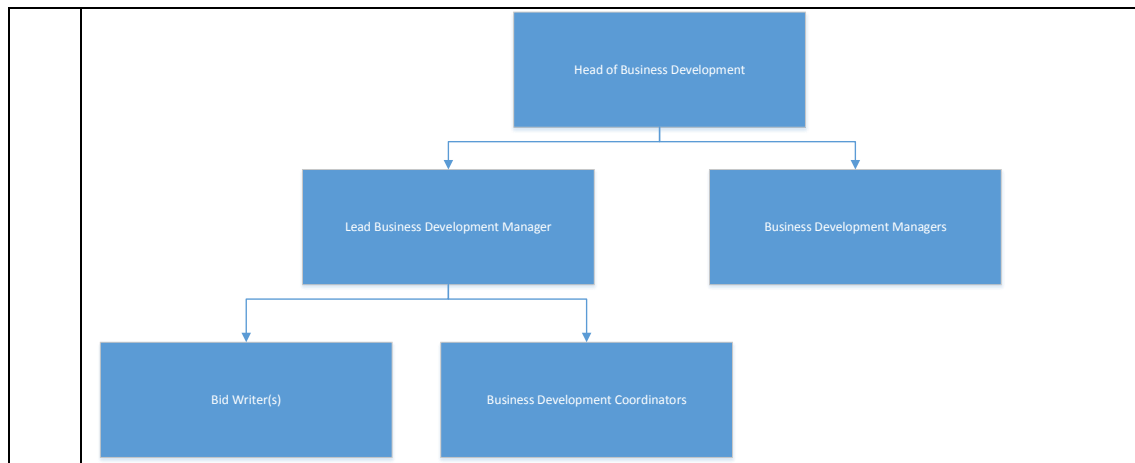 Head of Business Development
Lead Business Development Manager
Business Development Managers
Bid Writer(s)
Business Development Coordinators